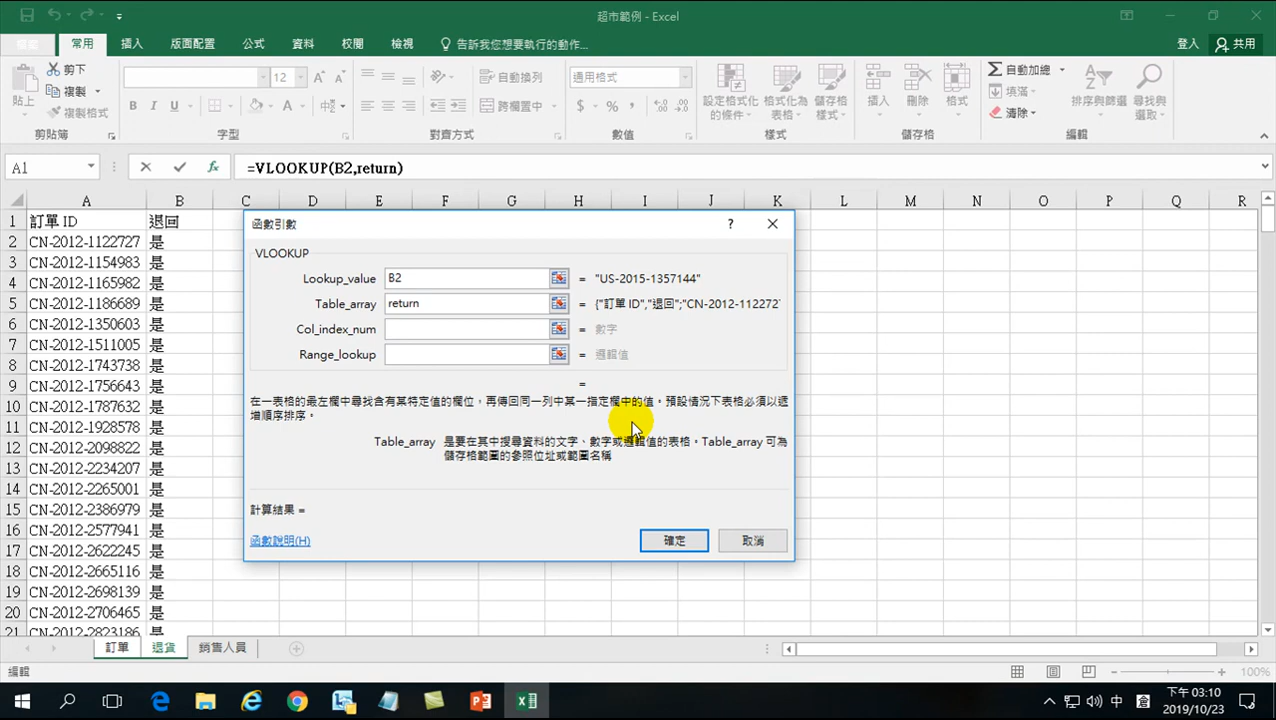 超市範例 - Excel
檔案 常用 插入 版面配置 公式 資料 校閱 檢視 告訴我您想要執行的動作... 登入 共用
貼上 剪下 複製 複製格式 剪貼簿
12 A A B I U A 中 字型
自動換列 跨欄置中 對齊方式
通用格式 $ % , 數值
設定格式化的條件 格式化為表格 儲存格樣式 樣式
插入 刪除 格式 儲存格
自動加總 填滿 清除 排序與篩選 尋找與選取 編輯
A1 fx =VLOOKUP(B2,return)
A B C D E F G H I J K L M N O P Q R
1 訂單 ID 退回
2 CN-2012-1122727 是
3 CN-2012-1154983 是
4 CN-2012-1165982 是
5 CN-2012-1186689 是
6 CN-2012-1350603 是
7 CN-2012-1511005 是
8 CN-2012-1743738 是
9 CN-2012-1756643 是
10 CN-2012-1787632 是
11 CN-2012-1928578 是
12 CN-2012-2098822 是
13 CN-2012-2234207 是
14 CN-2012-2265001 是
15 CN-2012-2386979 是
16 CN-2012-2577941 是
17 CN-2012-2622245 是
18 CN-2012-2665116 是
19 CN-2012-2698139 是
20 CN-2012-2706465 是
21 CN-2012-2823186 是
函數引數 ?
VLOOKUP
Lookup_value B2 = "US-2015-1357144"
Table_array return = {"訂單 ID","退回";"CN-2012-112272
Col_index_num = 數字
Range_lookup = 邏輯值
=
在一表格的最左欄中尋找含有某特定值的欄位，再傳回同一列中某一指定欄中的值。預設情況下表格必須以遞
增順序排序。
Table_array 是要在其中搜尋資料的文字、數字或邏輯值的表格。Table_array 可為
儲存格範圍的參照位址或範圍名稱
計算結果 =
函數說明(H) 確定 取消
訂單 退貨 銷售人員
編輯 100%
中 下午 03:10
2019/10/23